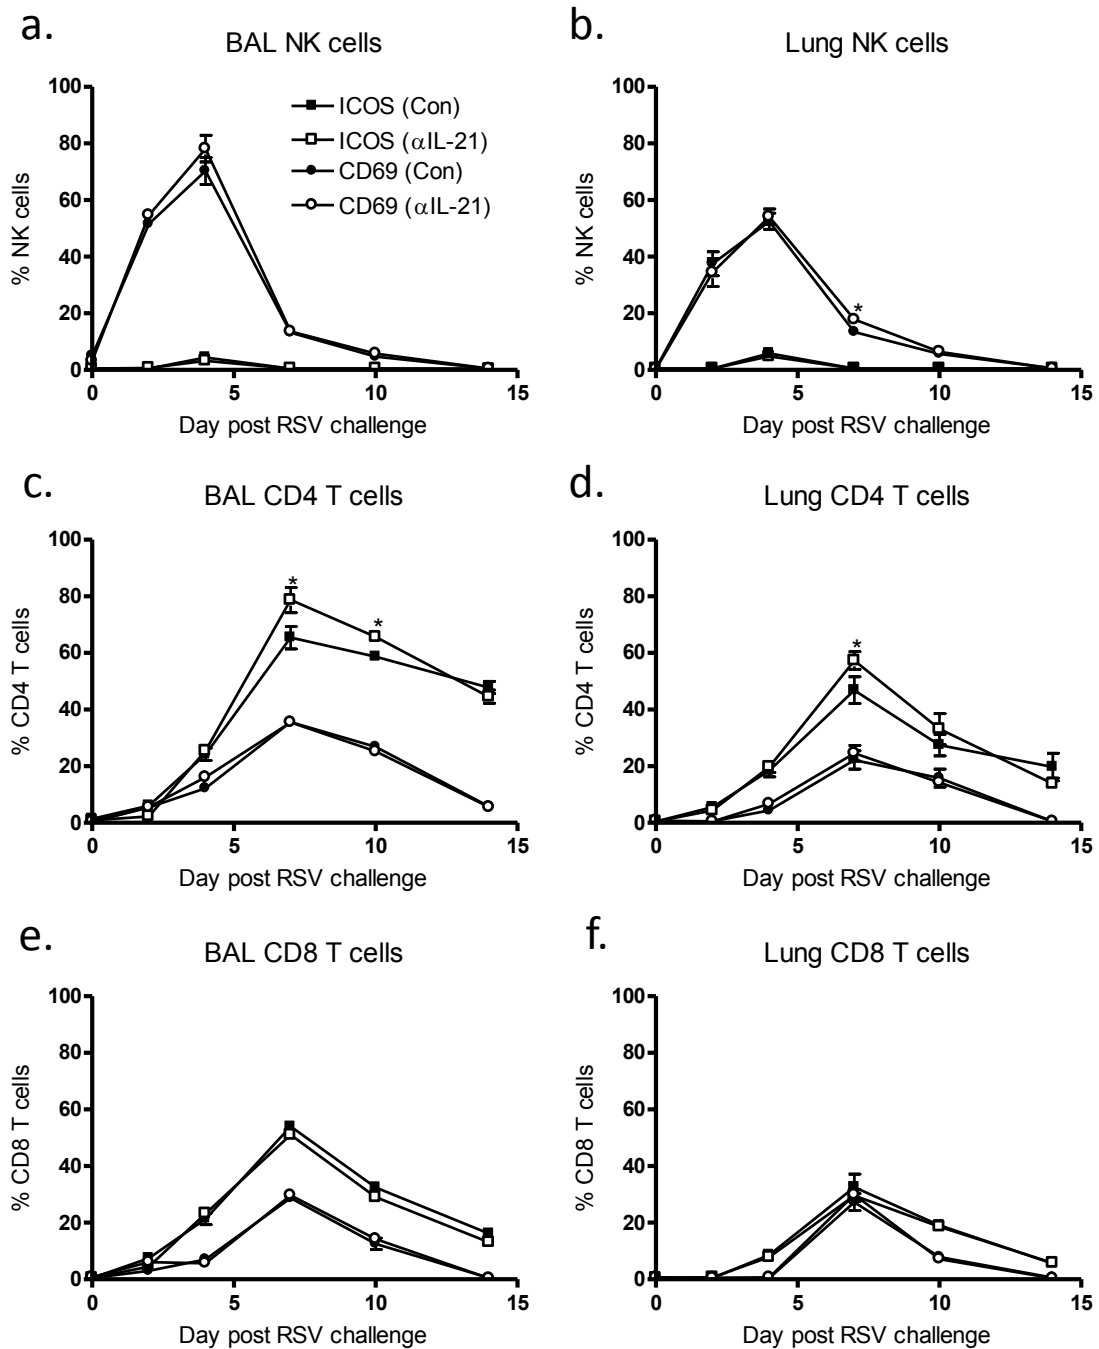 a.
BAL NK cells
% NK cells
100
80
60
40
20
0
0 5 10 15
Day post RSV challenge
ICOS (Con)
ICOS (αIL-21)
CD69 (Con)
CD69 (αIL-21)
b.
Lung NK cells
% NK cells
100
80
60
40
20
0
*
0 5 10 15
Day post RSV challenge
c.
BAL CD4 T cells
% CD4 T cells
100
80
60
40
20
0
*
*
0 5 10 15
Day post RSV challenge
d.
Lung CD4 T cells
% CD4 T cells
100
80
60
40
20
0
*
0 5 10 15
Day post RSV challenge
e.
BAL CD8 T cells
% CD8 T cells
100
80
60
40
20
0
0 5 10 15
Day post RSV challenge
f.
Lung CD8 T cells
% CD8 T cells
100
80
60
40
20
0
0 5 10 15
Day post RSV challenge